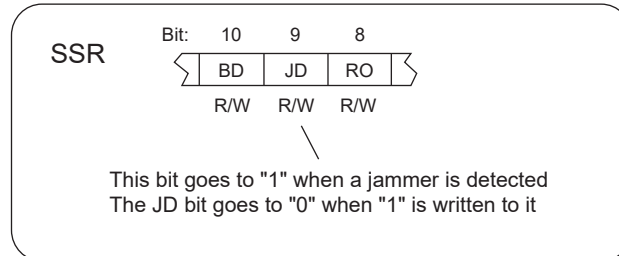 SSR
Bit: 10 9 8
BD JD RO
R/W R/W R/W
This bit goes to "1" when a jammer is detected
The JD bit goes to "0" when "1" is written to it